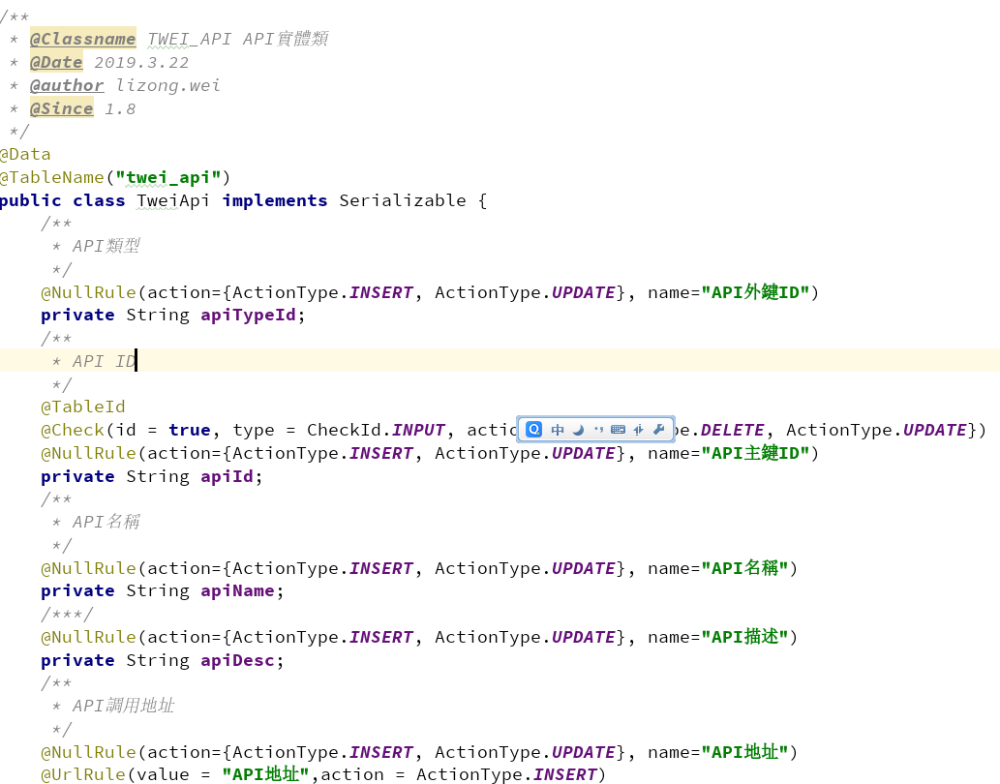 /**
 * @Classname TWEI_API API實體類
 * @Date 2019.3.22
 * @author lizong.wei
 * @Since 1.8
 */
@Data
@TableName("twei_api")
public class TweiApi implements Serializable {
    /**
     * API類型
     */
    @NullRule(action={ActionType.INSERT, ActionType.UPDATE}, name="API外鍵ID")
    private String apiTypeId;
    /**
     * API ID
     */
    @TableId
    @Check(id = true, type = CheckId.INPUT, actio 中 pe.DELETE, ActionType.UPDATE})
    @NullRule(action={ActionType.INSERT, ActionType.UPDATE}, name="API主鍵ID")
    private String apiId;
    /**
     * API名稱
     */
    @NullRule(action={ActionType.INSERT, ActionType.UPDATE}, name="API名稱")
    private String apiName;
    /***/
    @NullRule(action={ActionType.INSERT, ActionType.UPDATE}, name="API描述")
    private String apiDesc;
    /**
     * API調用地址
     */
    @NullRule(action={ActionType.INSERT, ActionType.UPDATE}, name="API地址")
    @UrlRule(value = "API地址",action = ActionType.INSERT)